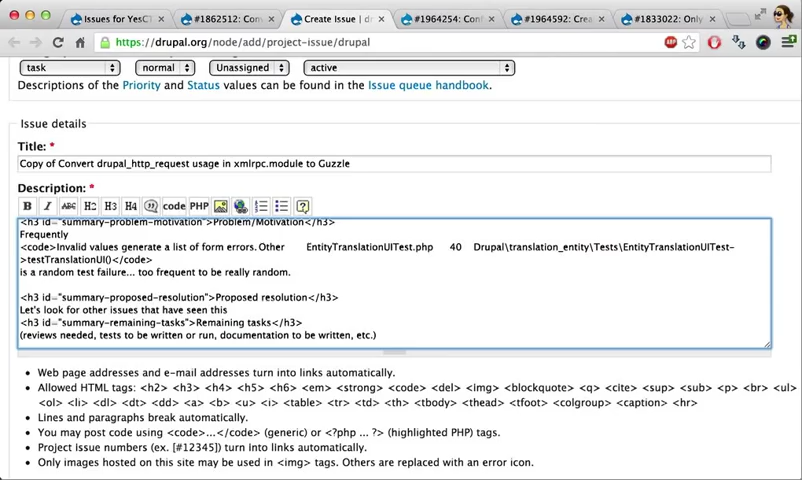 Issues for YesCT
#1862512: Conv
Create Issue | dr
#1964254: Conf
#1964592: Crea
#1833022: Only
https://drupal.org/node/add/project-issue/drupal
ABP
task
normal
Unassigned
active
Descriptions of the Priority and Status values can be found in the Issue queue handbook.
Issue details
Title: *
Copy of Convert drupal_http_request usage in xmlrpc.module to Guzzle
Description: *
B I ABC H2 H3 H4 code PHP
<h3 id="summary-problem-motivation">Problem/Motivation</h3>
Frequently
<code>Invalid values generate a list of form errors. Other EntityTranslationUITest.php 40 Drupal\translation_entity\Tests\EntityTranslationUITest-
>testTranslationUI()</code>
is a random test failure... too frequent to be really random.
<h3 id="summary-proposed-resolution">Proposed resolution</h3>
Let's look for other issues that have seen this
<h3 id="summary-remaining-tasks">Remaining tasks</h3>
(reviews needed, tests to be written or run, documentation to be written, etc.)
• Web page addresses and e-mail addresses turn into links automatically.
• Allowed HTML tags: <h2> <h3> <h4> <h5> <h6> <em> <strong> <code> <del> <img> <blockquote> <q> <cite> <sup> <sub> <p> <br> <ul>
<ol> <li> <dl> <dt> <dd> <a> <b> <u> <i> <table> <tr> <td> <th> <tbody> <thead> <tfoot> <colgroup> <caption> <hr>
• Lines and paragraphs break automatically.
• You may post code using <code>...</code> (generic) or <?php ... ?> (highlighted PHP) tags.
• Project issue numbers (ex. [#12345]) turn into links automatically.
• Only images hosted on this site may be used in <img> tags. Others are replaced with an error icon.